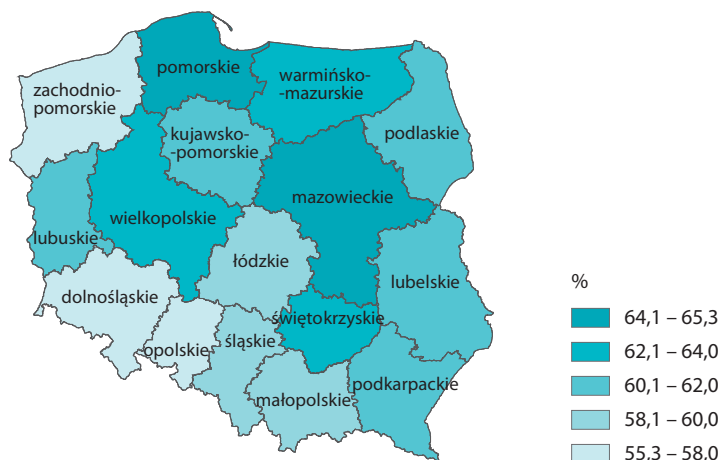 pomorskie
warmińsko-
-mazurskie
zachodnio-
pomorskie
kujawsko-
-pomorskie
podlaskie
mazowieckie
wielkopolskie
lubuskie
łódzkie
lubelskie
dolnośląskie
świętokrzyskie
opolskie
śląskie
podkarpackie
małopolskie
%
64,1 – 65,3
62,1 – 64,0
60,1 – 62,0
58,1 – 60,0
55,3 – 58,0